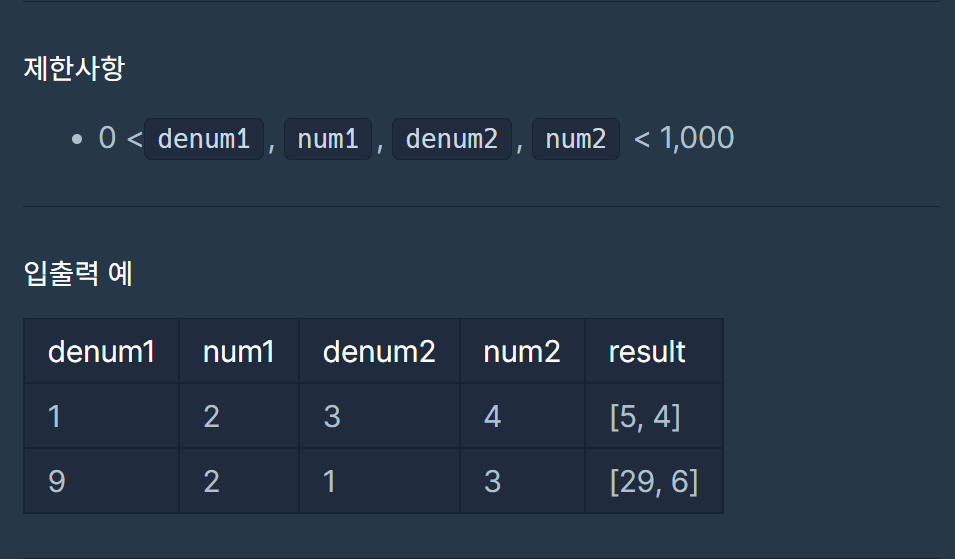 제한사항
• 0 < denum1, num1, denum2, num2 < 1,000
입출력 예
denum1 num1 denum2 num2 result
1 2 3 4 [5, 4]
9 2 1 3 [29, 6]